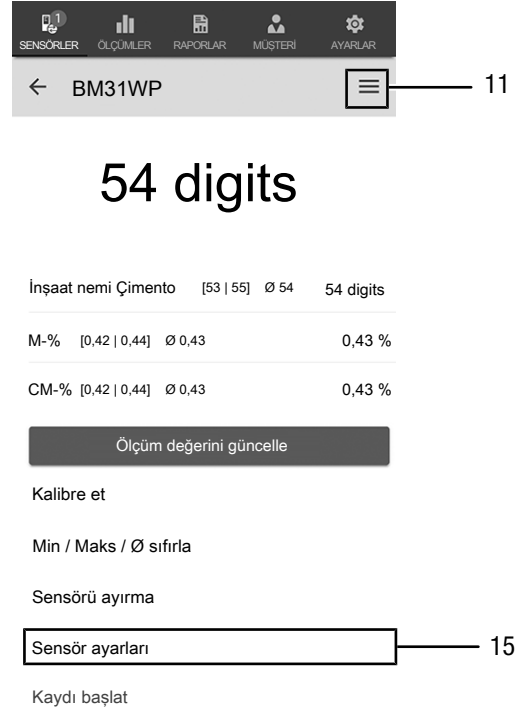 1
SENSÖRLER ÖLÇÜMLER RAPORLAR MÜŞTERİ AYARLAR
← BM31WP 11
54 digits
İnşaat nemi Çimento [53 | 55] Ø 54 54 digits
M-% [0,42 | 0,44] Ø 0,43 0,43 %
CM-% [0,42 | 0,44] Ø 0,43 0,43 %
Ölçüm değerini güncelle
Kalibre et
Min / Maks / Ø sıfırla
Sensörü ayırma
Sensör ayarları 15
Kaydı başlat